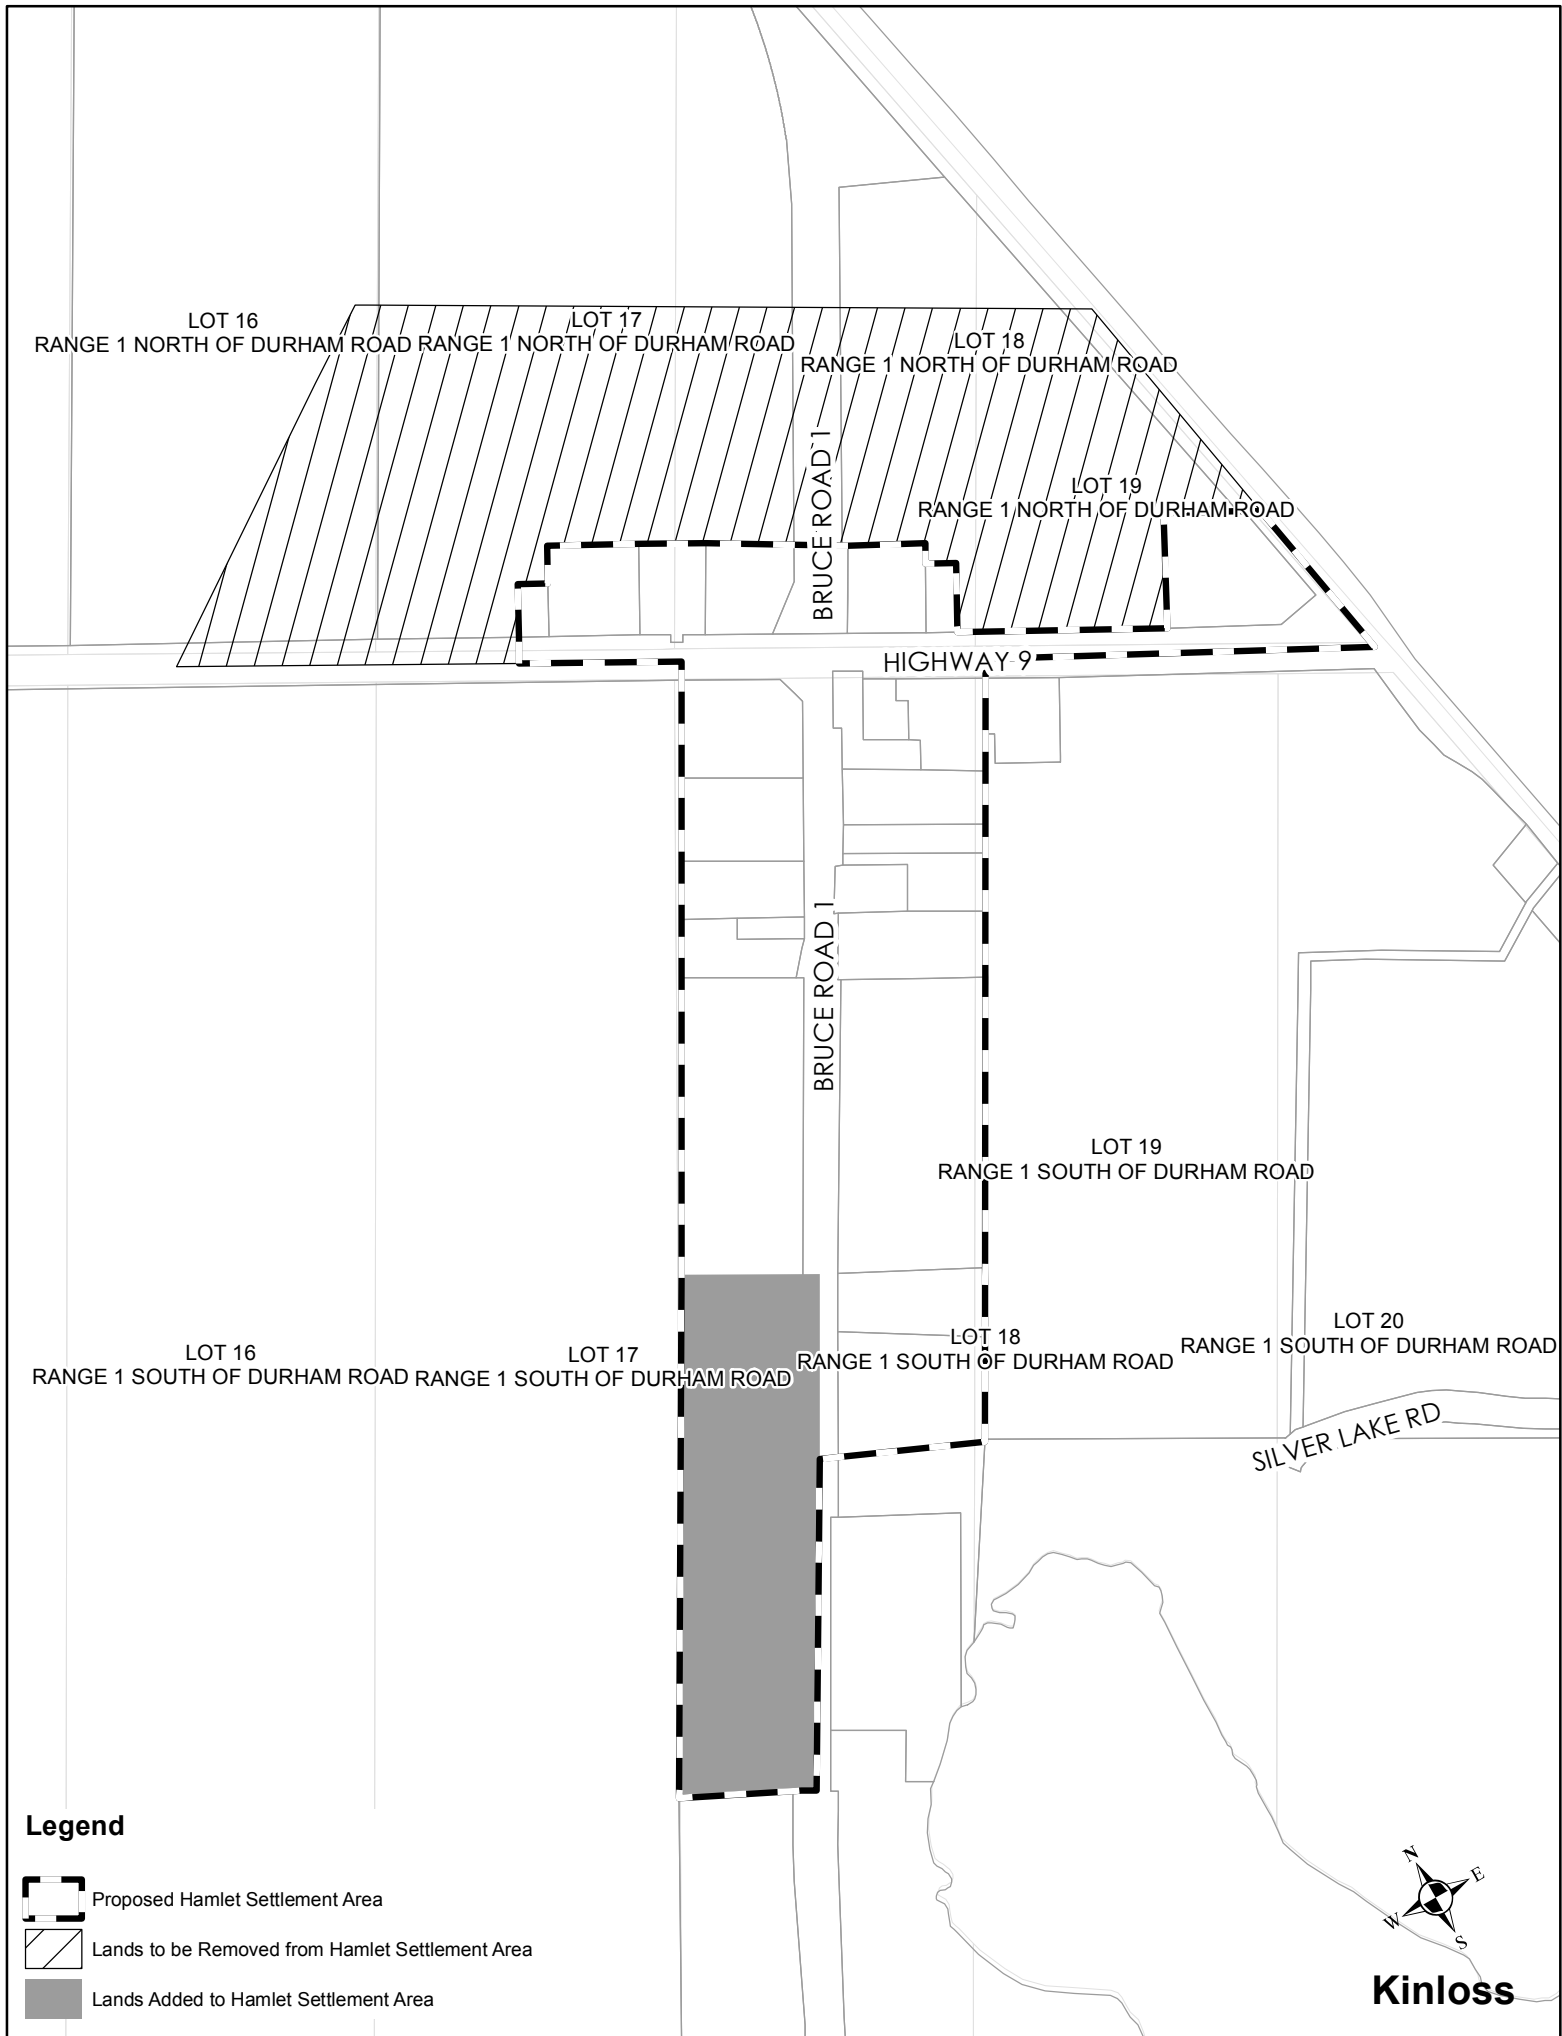 LOT 16
RANGE 1 NORTH OF DURHAM ROAD
LOT 17
RANGE 1 NORTH OF DURHAM ROAD
LOT 18
RANGE 1 NORTH OF DURHAM ROAD
BRUCE ROAD 1
LOT 19
RANGE 1 NORTH OF DURHAM ROAD
HIGHWAY 9
BRUCE ROAD 1
LOT 19
RANGE 1 SOUTH OF DURHAM ROAD
LOT 16
RANGE 1 SOUTH OF DURHAM ROAD
LOT 17
RANGE 1 SOUTH OF DURHAM ROAD
LOT 18
RANGE 1 SOUTH OF DURHAM ROAD
LOT 20
RANGE 1 SOUTH OF DURHAM ROAD
SILVER LAKE RD
Legend
Proposed Hamlet Settlement Area
Lands to be Removed from Hamlet Settlement Area
Lands Added to Hamlet Settlement Area
N
E
W
S
Kinloss